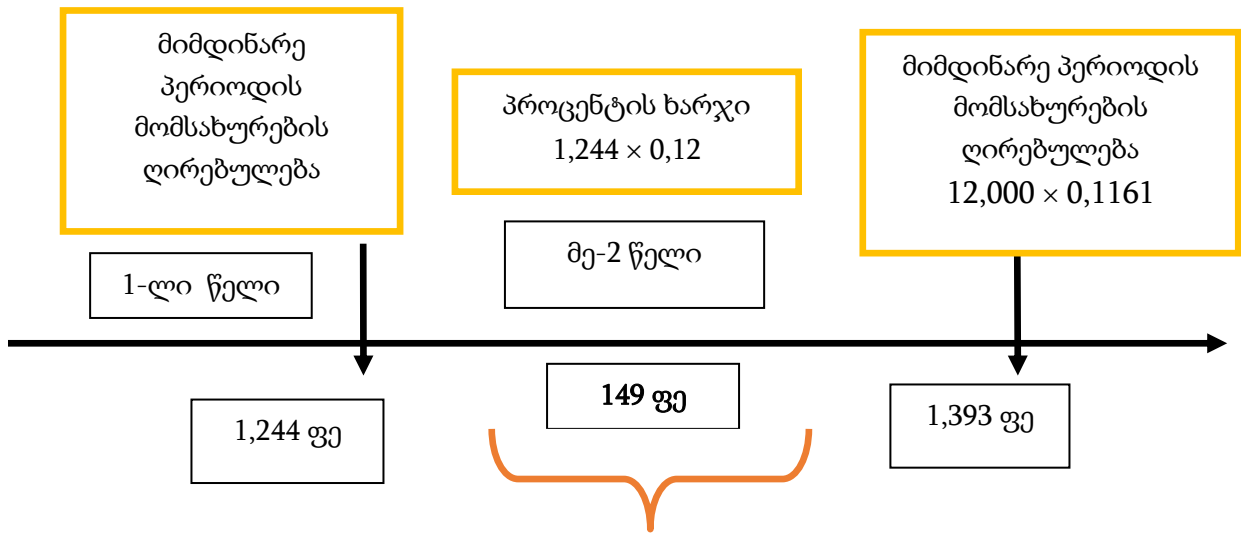 მიმდინარე
პერიოდის
მომსახურების
ღირებულება
პროცენტის ხარჯი
1,244 × 0,12
მიმდინარე პერიოდის
მომსახურების
ღირებულება
12,000 × 0,1161
1-ლი წელი
მე-2 წელი
1,244 ფე
149 ფე
1,393 ფე